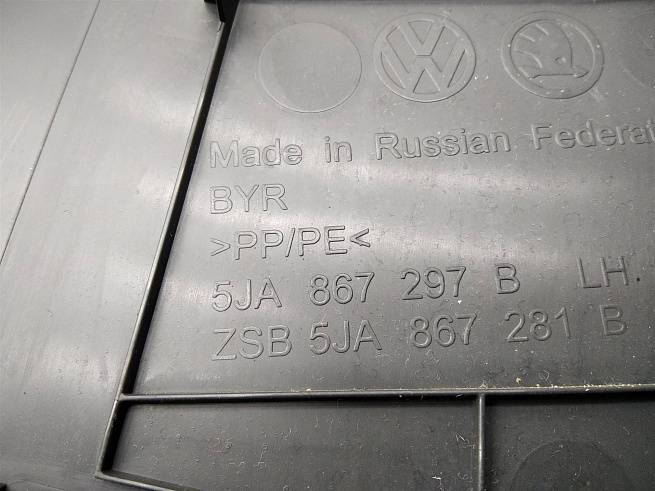 Made in Russian Federat
BYR
>PP/PE<
5JA 867 297 B LH
ZSB 5JA 867 281 B